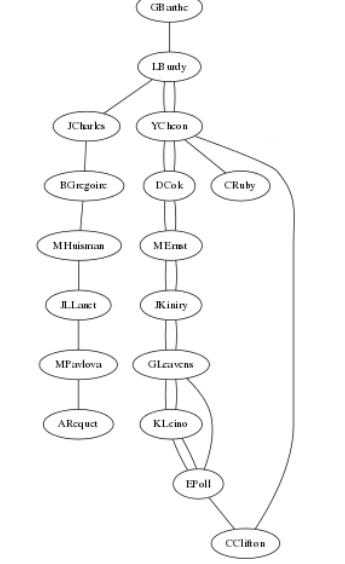 GBarthe
LBurdy
JCharles
YCheon
BGregoire
DCok
CRuby
MHuisman
MErnst
JLLanet
JKiniry
MPavlova
GLeavens
ARequet
KLeino
EPoll
CClifton